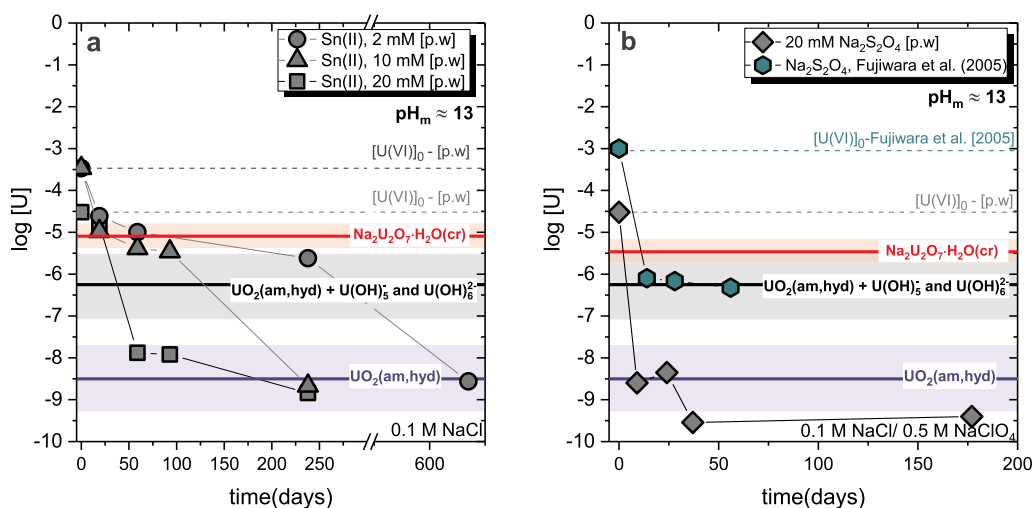 a
Sn(II), 2 mM [p.w]
Sn(II), 10 mM [p.w]
Sn(II), 20 mM [p.w]
pHm ≈ 13
[U(VI)]0 - [p.w]
[U(VI)]0 - [p.w]
Na2U2O7·H2O(cr)
UO2(am,hyd) + U(OH)5- and U(OH)62-
UO2(am,hyd)
0.1 M NaCl
0
-1
-2
-3
-4
-5
-6
-7
-8
-9
-10
log [U]
0 50 100 150 200 250 600
time(days)
b
20 mM Na2S2O4 [p.w]
Na2S2O4, Fujiwara et al. (2005)
pHm ≈ 13
[U(VI)]0-Fujiwara et al. [2005]
[U(VI)]0 - [p.w]
Na2U2O7·H2O(cr)
UO2(am,hyd) + U(OH)5- and U(OH)62-
UO2(am,hyd)
0.1 M NaCl/ 0.5 M NaClO4
0
-1
-2
-3
-4
-5
-6
-7
-8
-9
-10
log [U]
0 50 100 150 200
time(days)